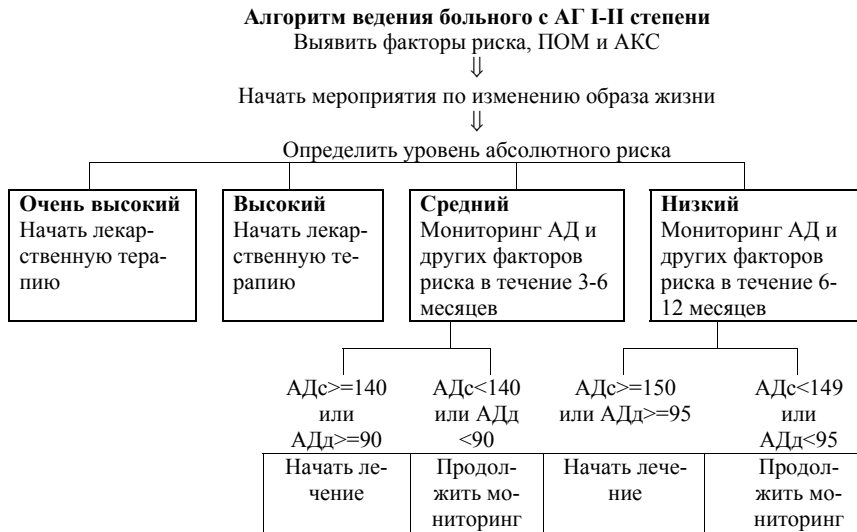 Алгоритм ведения больного с АГ I-II степени
Выявить факторы риска, ПОМ и АКС
⇓
Начать мероприятия по изменению образа жизни
⇓
Определить уровень абсолютного риска
Очень высокий
Начать лекар-
ственную тера-
пию
Высокий
Начать лекар-
ственную те-
рапию
Средний
Мониторинг АД и
других факторов
риска в течение 3-6
месяцев
Низкий
Мониторинг АД и
других факторов
риска в течение 6-
12 месяцев
АДс>=140
или
АДд>=90
АДс<140
или АДд
<90
АДс>=150
или АДд>=95
АДс<149
или
АДд<95
Начать ле-
чение
Продол-
жить мо-
ниторинг
Начать лече-
ние
Продол-
жить мо-
ниторинг